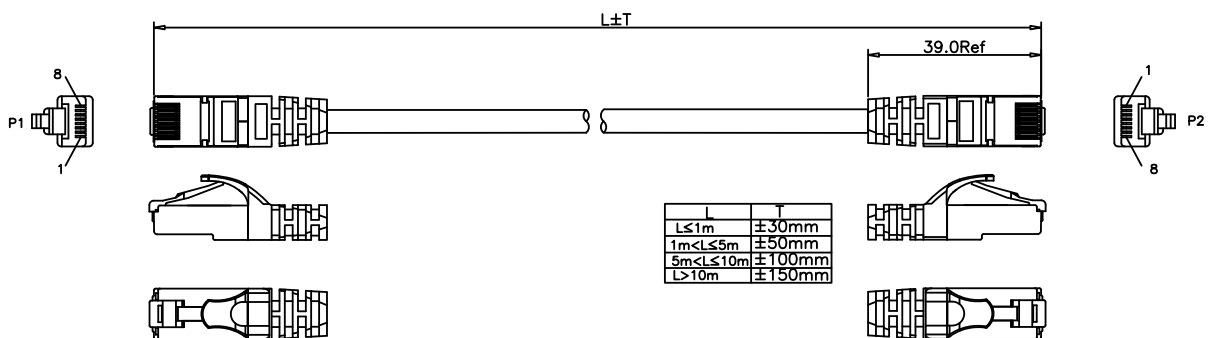 L±T
39.0Ref
8
P1
1
1
P2
8
L T
L≤1m ±30mm
1m<L≤5m ±50mm
5m<L≤10m ±100mm
L>10m ±150mm